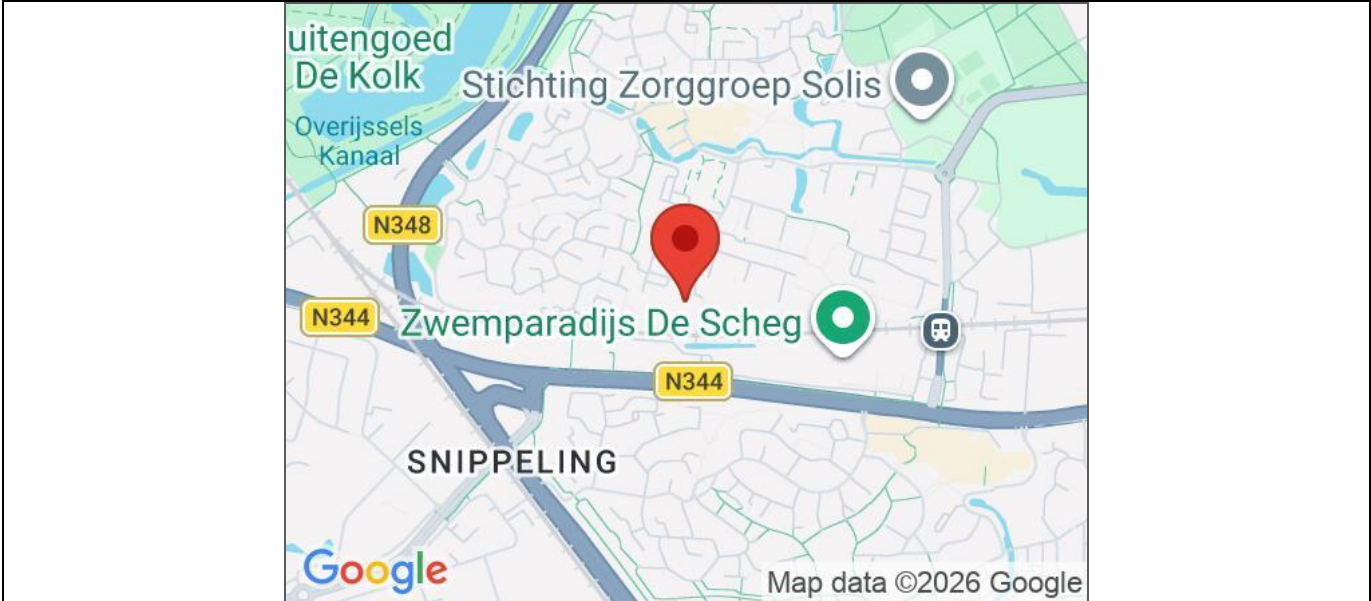 uitengoed
De Kolk
Stichting Zorggroep Solis
Overijssels
Kanaal
N348
N344
Zwemparadijs De Scheg
N344
SNIPPELING
Google
Map data ©2026 Google